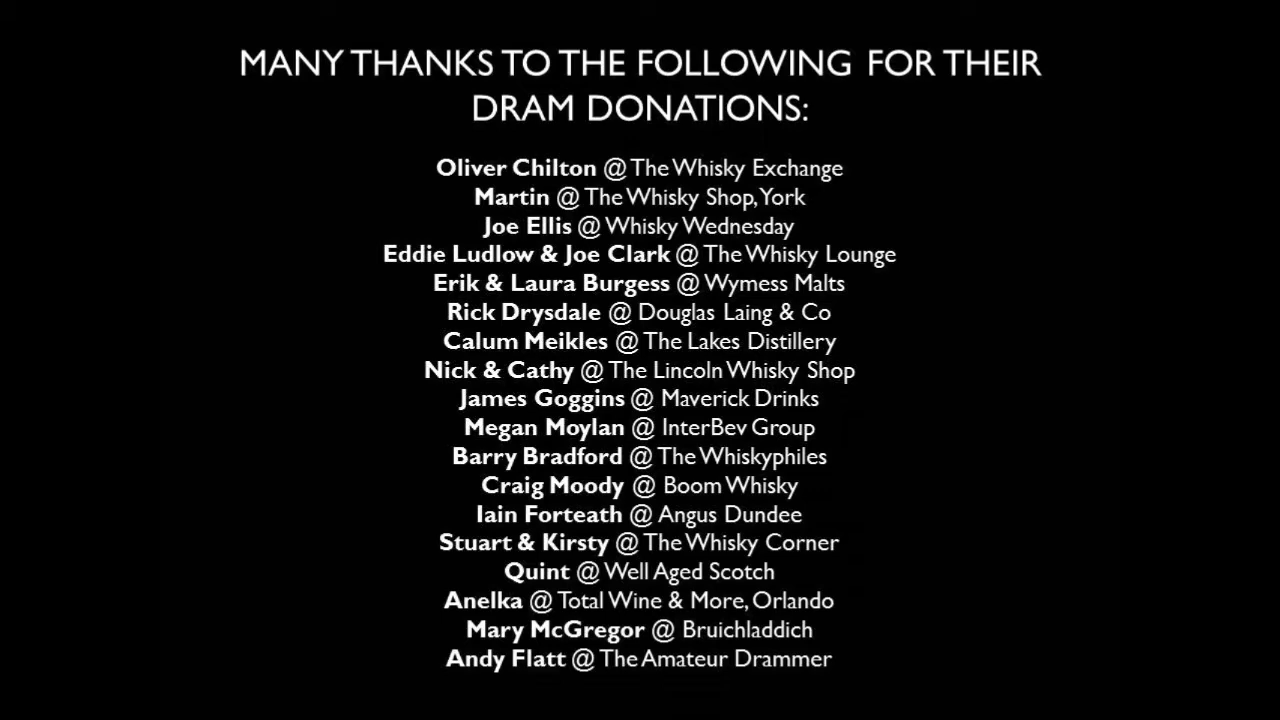 MANY THANKS TO THE FOLLOWING FOR THEIR
DRAM DONATIONS:
Oliver Chilton @ The Whisky Exchange
Martin @ The Whisky Shop, York
Joe Ellis @ Whisky Wednesday
Eddie Ludlow & Joe Clark @ The Whisky Lounge
Erik & Laura Burgess @ Wymess Malts
Rick Drysdale @ Douglas Laing & Co
Calum Meikles @ The Lakes Distillery
Nick & Cathy @ The Lincoln Whisky Shop
James Goggins @ Maverick Drinks
Megan Moylan @ InterBev Group
Barry Bradford @ The Whiskyphiles
Craig Moody @ Boom Whisky
Iain Forteath @ Angus Dundee
Stuart & Kirsty @ The Whisky Corner
Quint @ Well Aged Scotch
Anelka @ Total Wine & More, Orlando
Mary McGregor @ Bruichladdich
Andy Flatt @ The Amateur Drammer